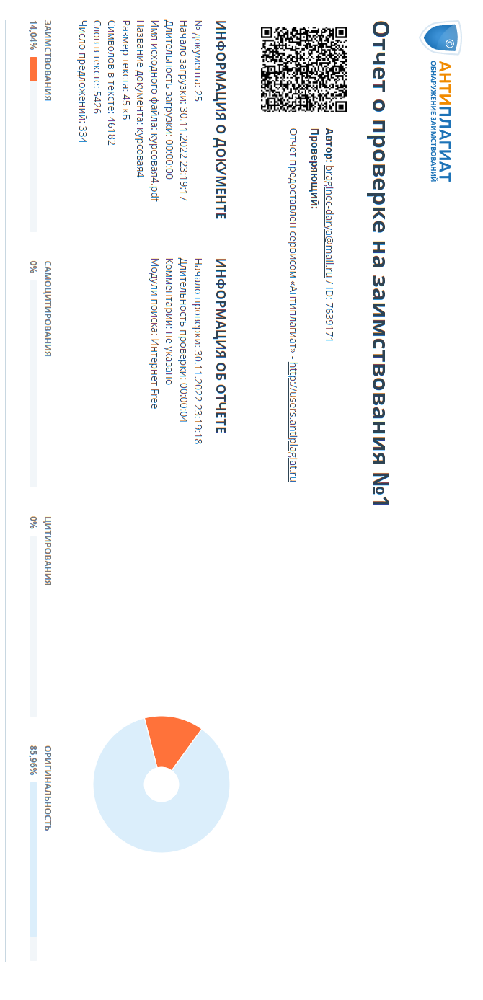 АНТИПЛАГИАТ
ОБНАРУЖЕНИЕ ЗАИМСТВОВАНИЙ
Отчет о проверке на заимствования №1
Автор: braginec-darya@mail.ru / ID: 7639171
Проверяющий:
Отчет предоставлен сервисом «Антиплагиат» - http://users.antiplagiat.ru
ИНФОРМАЦИЯ О ДОКУМЕНТЕ
№ документа: 25
Начало загрузки: 30.11.2022 23:19:17
Длительность загрузки: 00:00:00
Имя исходного файла: курсовая4.pdf
Название документа: курсовая4
Размер текста: 45 кБ
Cимволов в тексте: 46182
Слов в тексте: 5426
Число предложений: 334
ИНФОРМАЦИЯ ОБ ОТЧЕТЕ
Начало проверки: 30.11.2022 23:19:18
Длительность проверки: 00:00:04
Комментарии: не указано
Модули поиска: Интернет Free
ЗАИМСТВОВАНИЯ
14,04%
САМОЦИТИРОВАНИЯ
0%
ЦИТИРОВАНИЯ
0%
ОРИГИНАЛЬНОСТЬ
85,96%